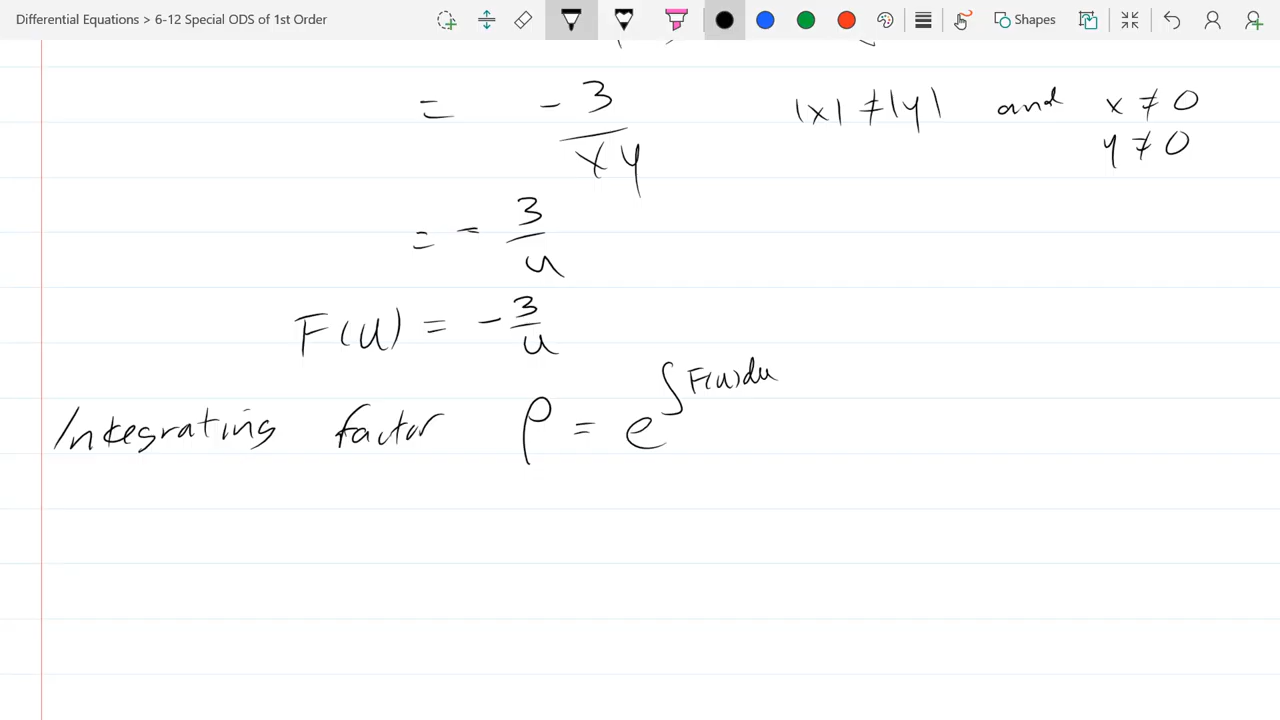 Differential Equations > 6-12 Special ODS of 1st Order
Shapes
= -3/xy |x| ≠ |y| and x ≠ 0
y ≠ 0
= - 3/u
F(u) = - 3/u
Integrating factor ρ = e^∫F(u)du